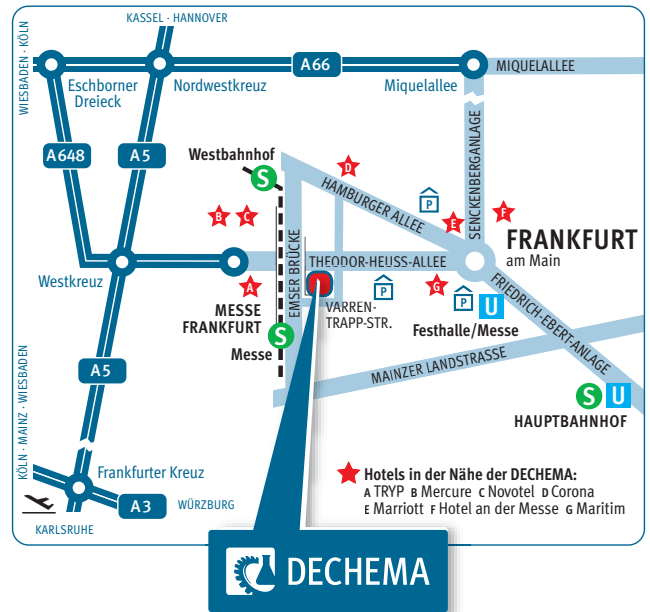 KASSEL · HANNOVER
WIESBADEN · KÖLN
A66
MIQUELALLEE
Eschborner
Dreieck
Nordwestkreuz
Miquelallee
A648
A5
Westbahnhof
S
D
HAMBURGER ALLEE
P
SENCKENBERGANLAGE
B
C
E
F
FRANKFURT
am Main
Westkreuz
THEODOR-HEUSS-ALLEE
EMSER BRÜCKE
A
G
P
P
U
MESSE
FRANKFURT
S
Messe
VARREN-
TRAPP-STR.
Festhalle/Messe
FRIEDRICH-EBERT-ANLAGE
MAINZER LANDSTRASSE
A5
S
U
HAUPTBAHNHOF
KÖLN · MAINZ · WIESBADEN
Frankfurter Kreuz
A3
WÜRZBURG
KARLSRUHE
Hotels in der Nähe der DECHEMA:
A TRYP B Mercure C Novotel D Corona
E Marriott F Hotel an der Messe G Maritim
DECHEMA